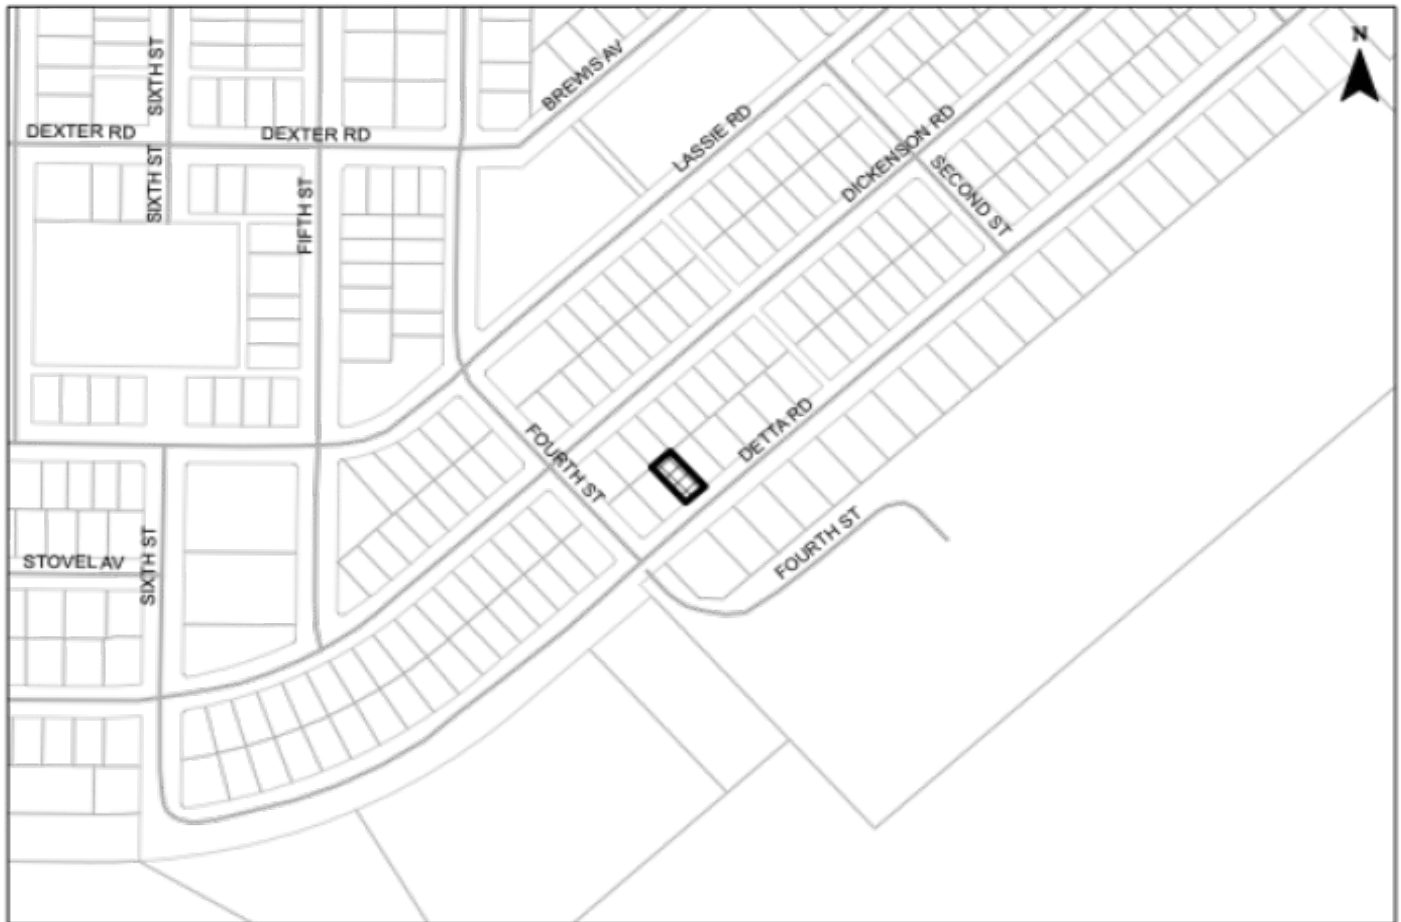 N
SIXTH ST
BREWIS AV
DEXTER RD
DEXTER RD
LASSIE RD
DICKENSON RD
SIXTH ST
SECOND ST
FIFTH ST
DETTA RD
FOURTH ST
FOURTH ST
STOVEL AV
SIXTH ST